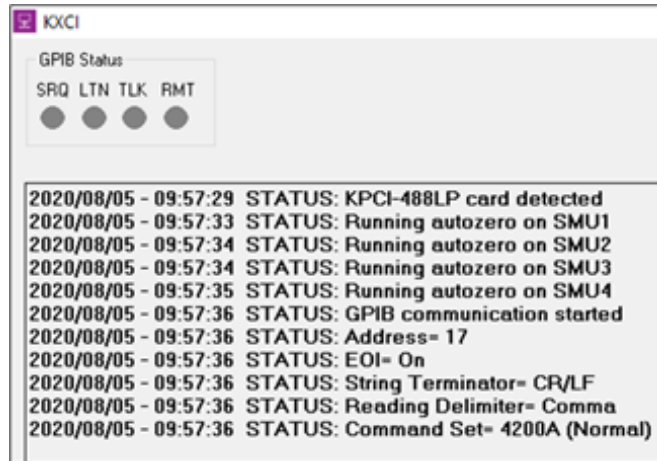 KXCI
GPIB Status
SRQ LTN TLK RMT
2020/08/05 - 09:57:29 STATUS: KPCI-488LP card detected
2020/08/05 - 09:57:33 STATUS: Running autozero on SMU1
2020/08/05 - 09:57:34 STATUS: Running autozero on SMU2
2020/08/05 - 09:57:34 STATUS: Running autozero on SMU3
2020/08/05 - 09:57:35 STATUS: Running autozero on SMU4
2020/08/05 - 09:57:36 STATUS: GPIB communication started
2020/08/05 - 09:57:36 STATUS: Address= 17
2020/08/05 - 09:57:36 STATUS: EOI= On
2020/08/05 - 09:57:36 STATUS: String Terminator= CR/LF
2020/08/05 - 09:57:36 STATUS: Reading Delimiter= Comma
2020/08/05 - 09:57:36 STATUS: Command Set= 4200A (Normal)